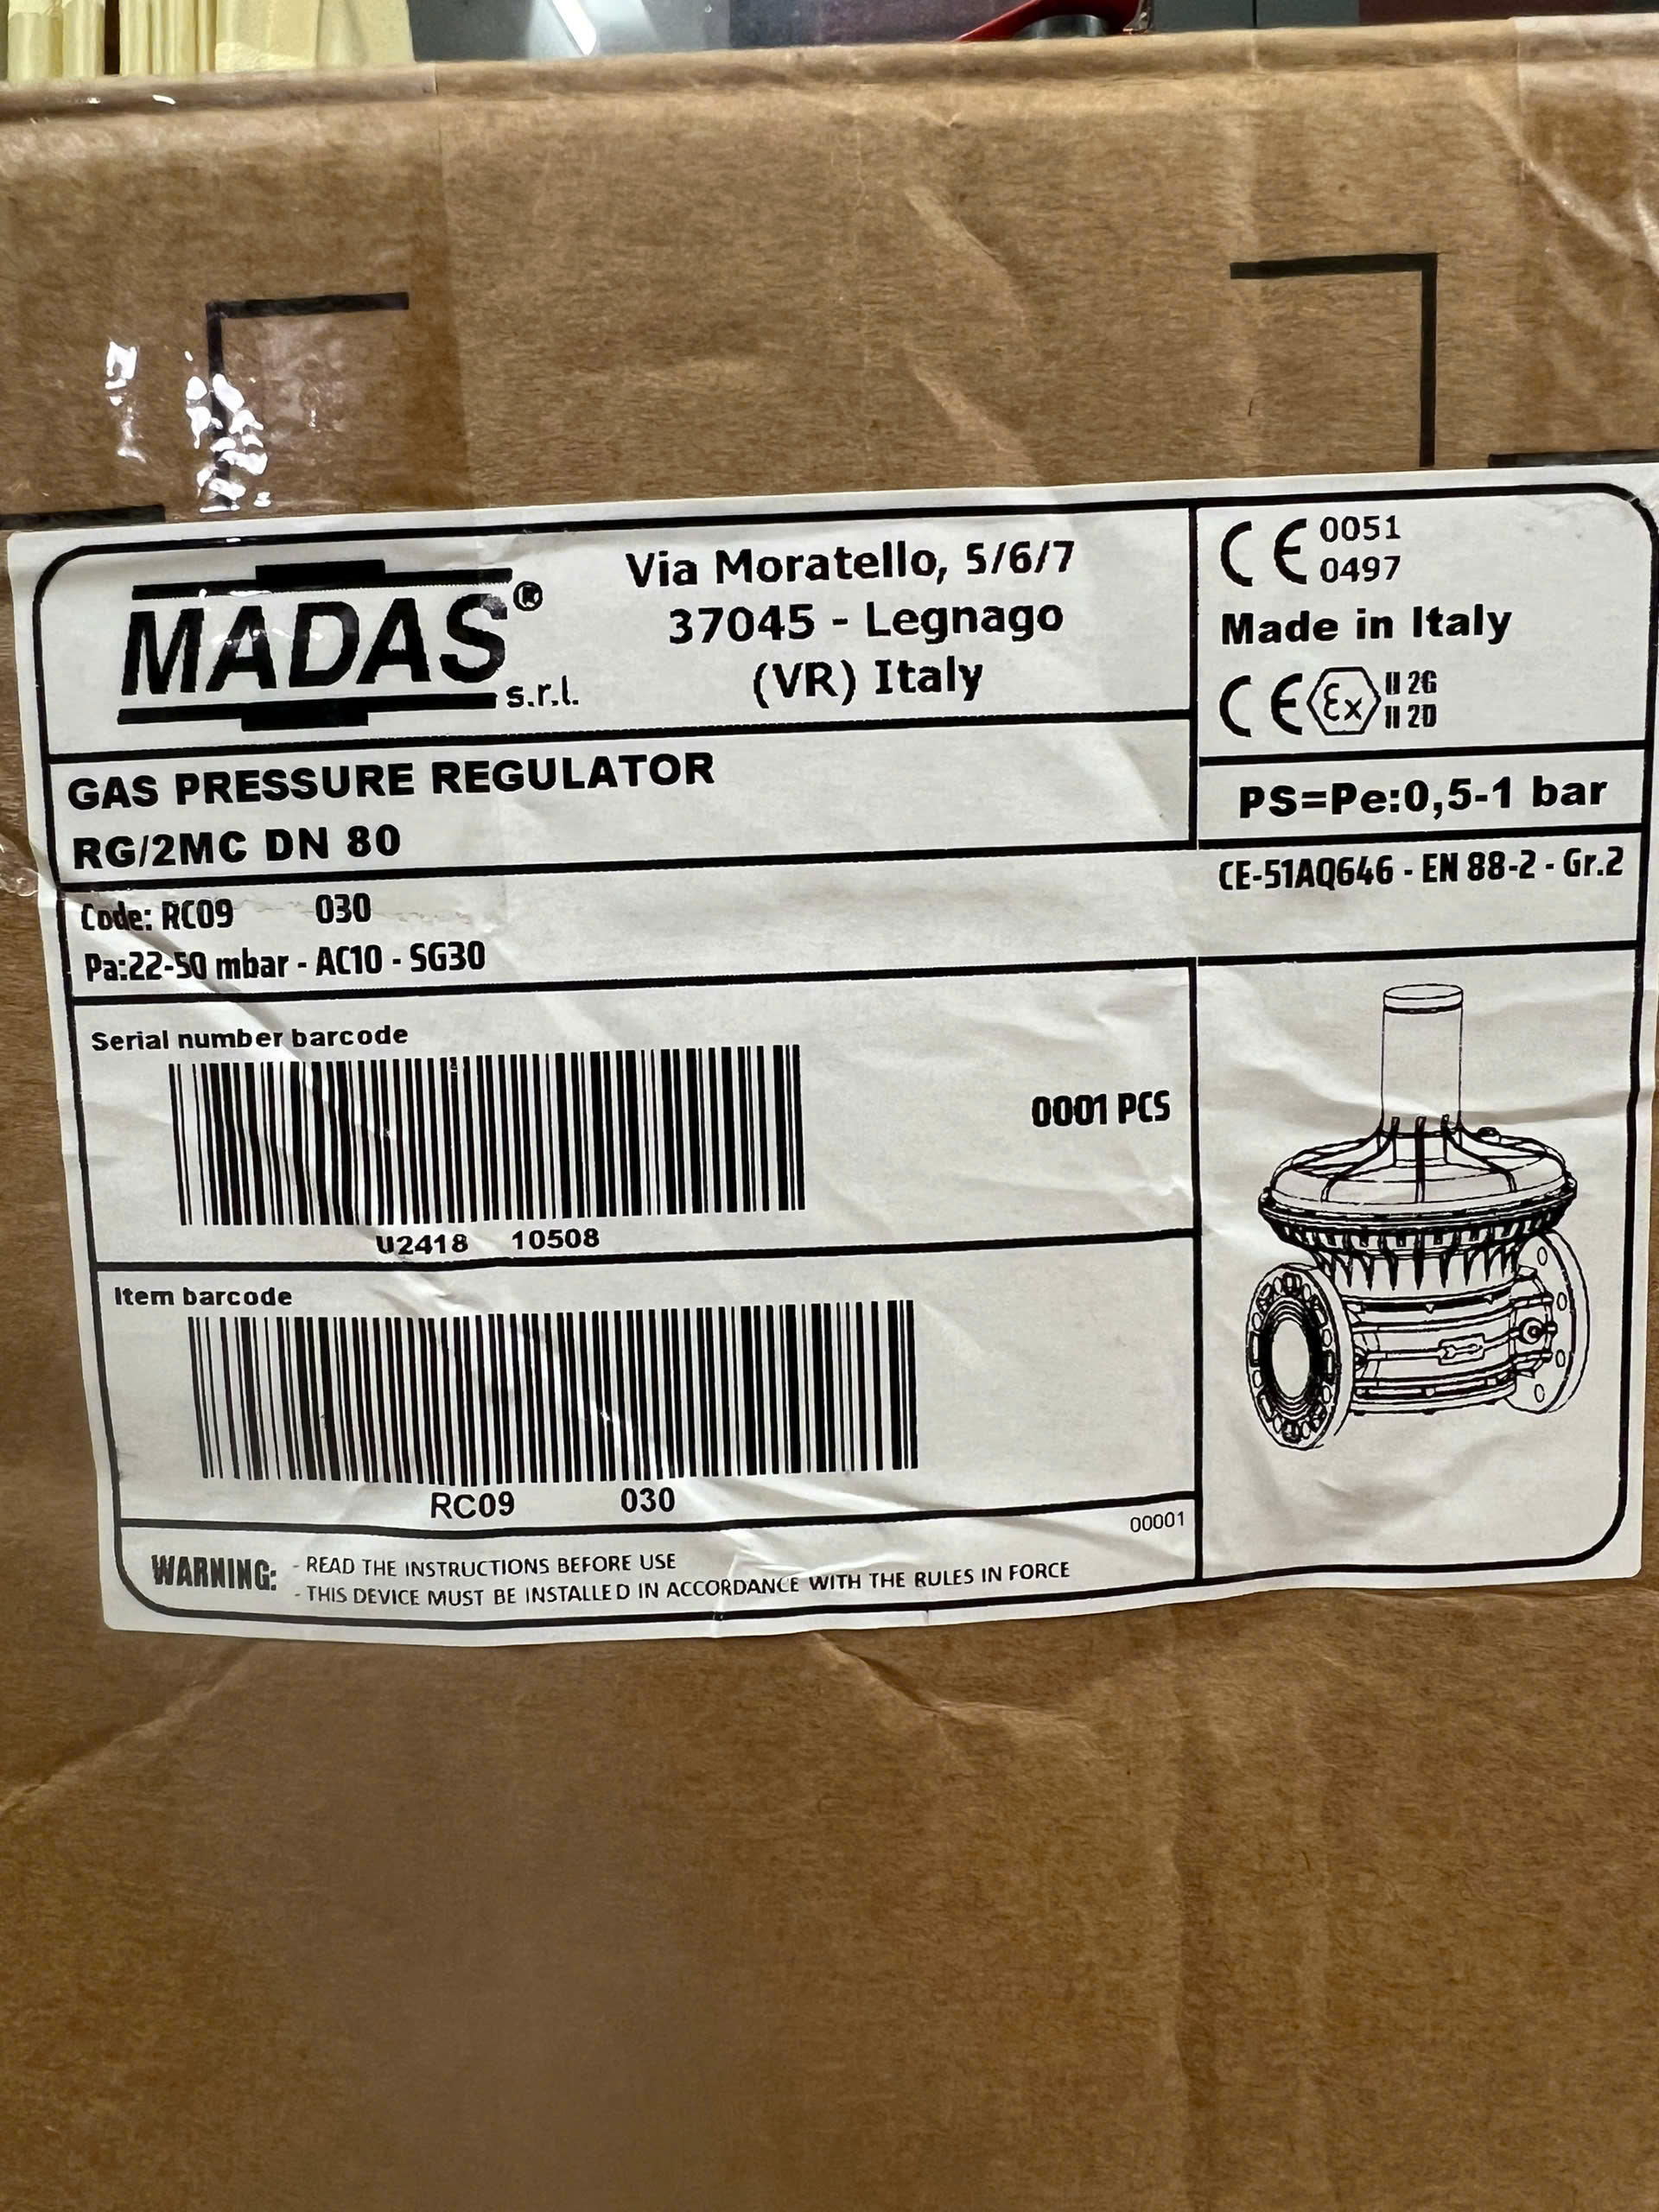 MADAS®
s.r.l.
Via Moratello, 5/6/7
37045 - Legnago
(VR) Italy
CE 0051
0497
Made in Italy
CE Ex II 2G
II 2D
GAS PRESSURE REGULATOR
RG/2MC DN 80
PS=Pe:0,5-1 bar
Code: RC09 030
Pa:22-50 mbar - AC10 - SG30
CE-51AQ646 - EN 88-2 - Gr.2
Serial number barcode
0001 PCS
U2418 10508
Item barcode
RC09 030
00001
WARNING: - READ THE INSTRUCTIONS BEFORE USE
- THIS DEVICE MUST BE INSTALLED IN ACCORDANCE WITH THE RULES IN FORCE